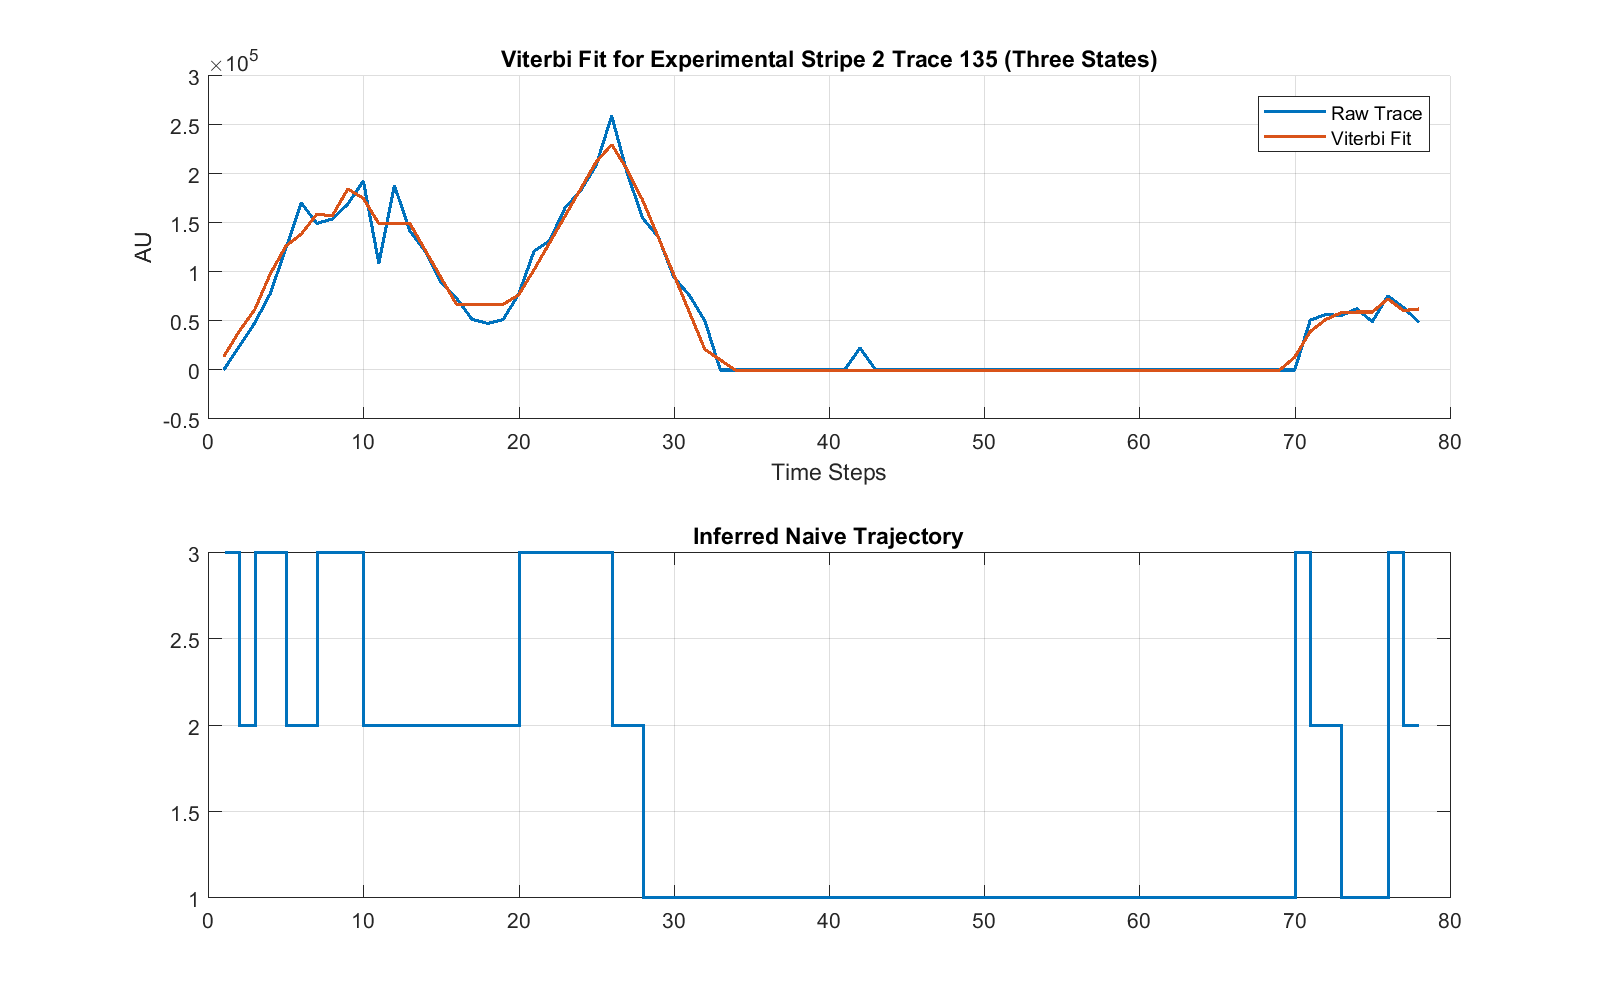 Viterbi Fit for Experimental Stripe 2 Trace 135 (Three States)
×10^5
3
2.5
2
1.5
1
0.5
0
-0.5
AU
Raw Trace
Viterbi Fit
0 10 20 30 40 50 60 70 80
Time Steps
Inferred Naive Trajectory
3
2.5
2
1.5
1
0 10 20 30 40 50 60 70 80